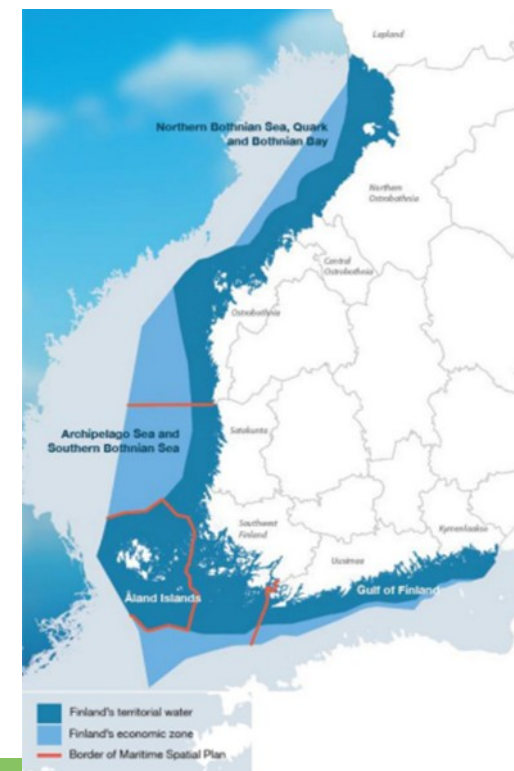 Lapland
Northern Bothnian Sea, Quark
and Bothnian Bay
Northern
Ostrobothnia
Central
Ostrobothnia
Ostrobothnia
Archipelago Sea and
Southern Bothnian Sea
Satakunta
Southwest
Finland
Kymenlaakso
Uusimaa
Åland Islands
Gulf of Finland
Finland's territorial water
Finland's economic zone
Border of Maritime Spatial Plan